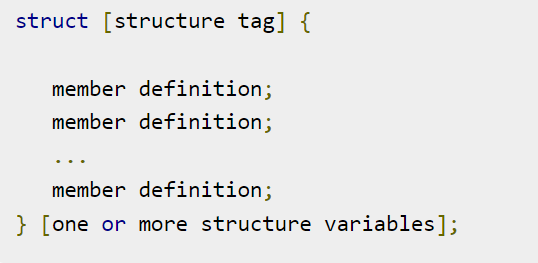 struct [structure tag] {
member definition;
member definition;
...
member definition;
} [one or more structure variables];